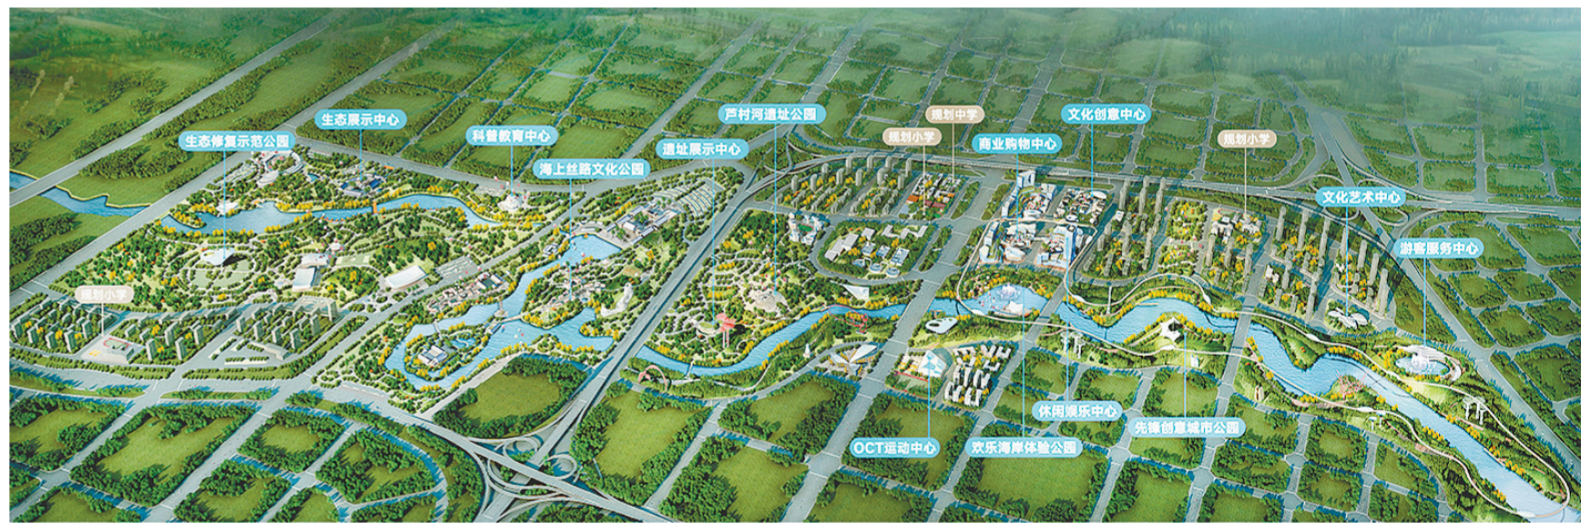 生态修复示范公园
生态展示中心
科普教育中心
海上丝路文化公园
遗址展示中心
芦村河遗址公园
规划小学
规划中学
商业购物中心
文化创意中心
规划小学
文化艺术中心
游客服务中心
规划小学
OCT运动中心
欢乐海岸体验公园
休闲娱乐中心
先锋创意城市公园